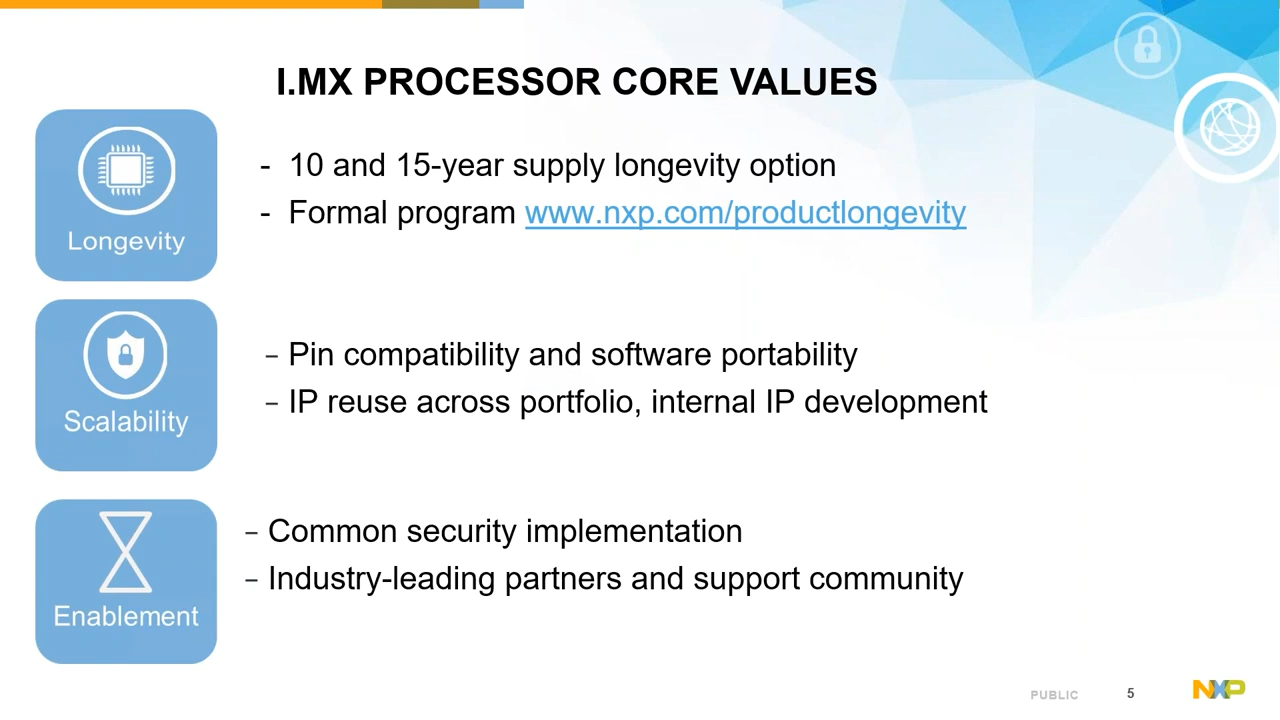 I.MX PROCESSOR CORE VALUES
Longevity
- 10 and 15-year supply longevity option
- Formal program www.nxp.com/productlongevity
Scalability
– Pin compatibility and software portability
– IP reuse across portfolio, internal IP development
Enablement
– Common security implementation
– Industry-leading partners and support community
PUBLIC 5 NXP